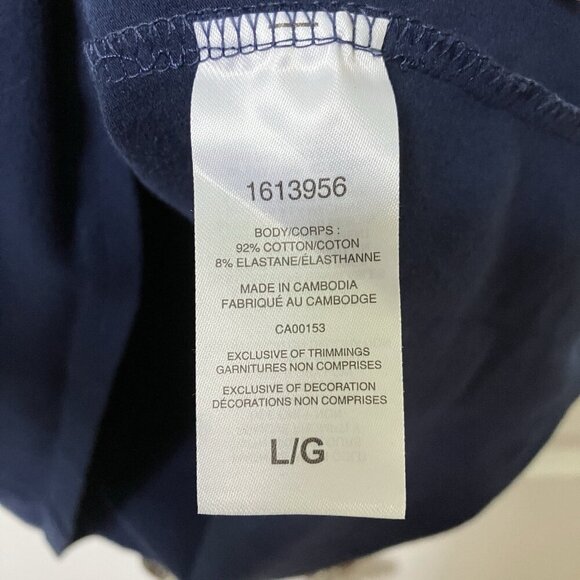 1613956
BODY/CORPS :
92% COTTON/COTON
8% ELASTANE/ÉLASTHANNE
MADE IN CAMBODIA
FABRIQUÉ AU CAMBODGE
CA00153
EXCLUSIVE OF TRIMMINGS
GARNITURES NON COMPRISES
EXCLUSIVE OF DECORATION
DÉCORATIONS NON COMPRISES
L/G